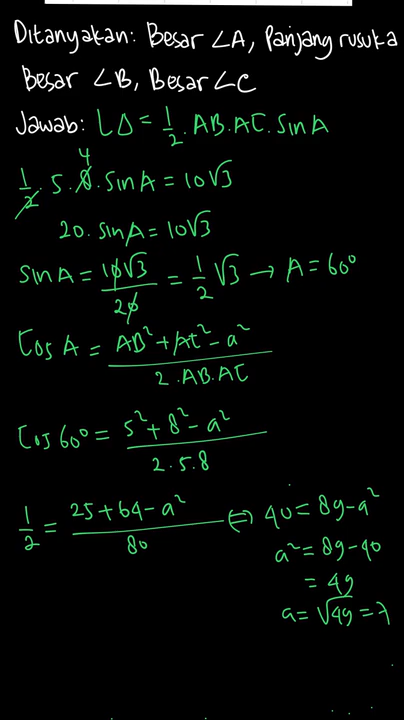 Ditanyakan: Besar ∠A, Panjang rusuk a
Besar ∠B, Besar ∠C
Jawab: L△ = 1/2 . AB . AC . Sin A
1/2 . 5 . 8 4 . Sin A = 10√3
20 . sin A = 10√3
Sin A = 10√3/20 = 1/2 √3 → A = 60°
Cos A = AB² + AC² - a² / 2 . AB . AC
Cos 60° = 5² + 8² - a² / 2 . 5 . 8
1/2 = 25 + 64 - a² / 80 ⇔ 40 = 89 - a²
a² = 89 - 40
= 49
a = √49 = 7